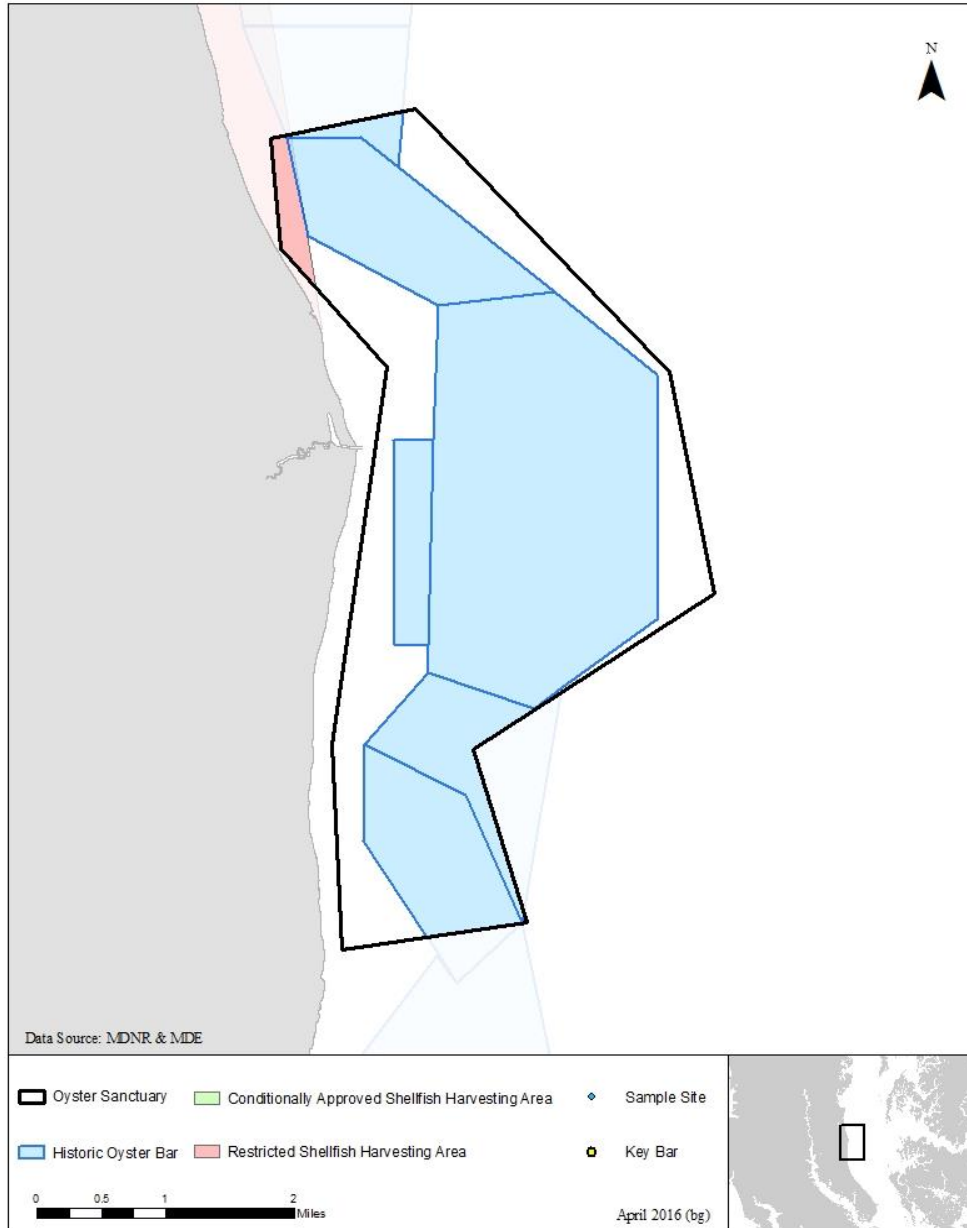 N
Data Source: MDNR & MDE
Oyster Sanctuary
Conditionally Approved Shellfish Harvesting Area
Sample Site
Historic Oyster Bar
Restricted Shellfish Harvesting Area
Key Bar
0 0.5 1 2
Miles
April 2016 (bg)